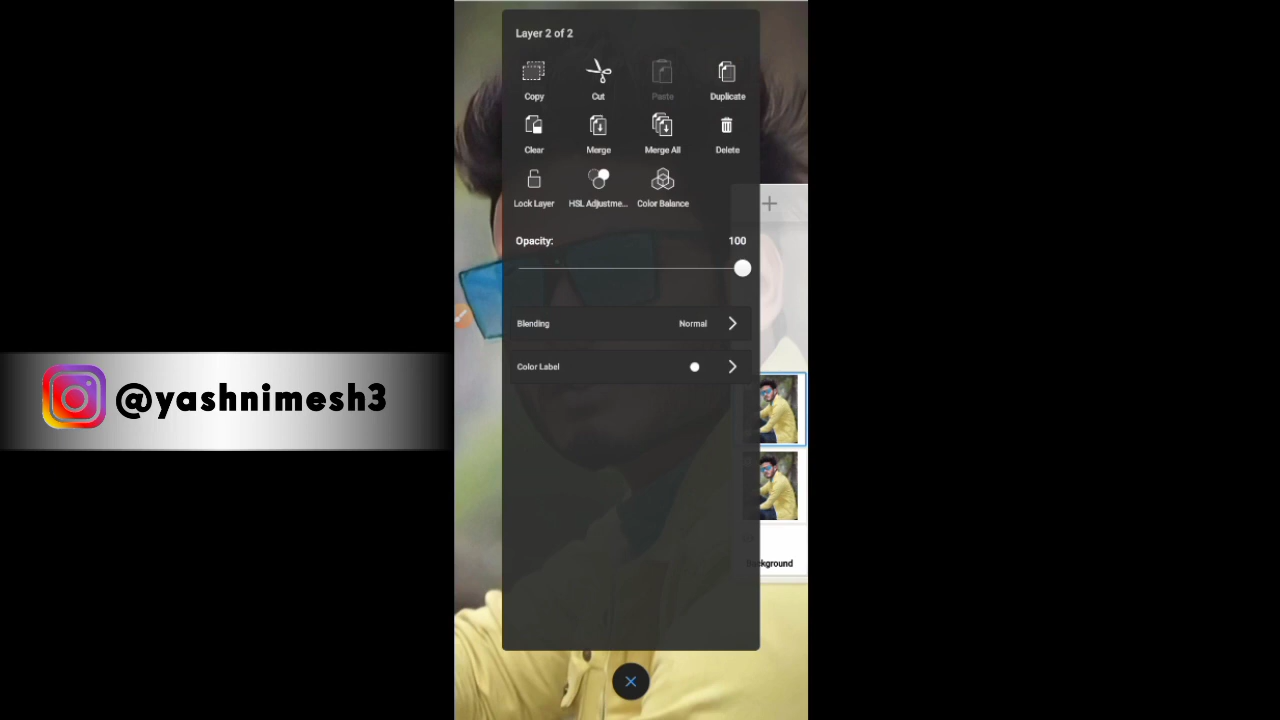 Layer 2 of 2
Copy Cut Paste Duplicate
Clear Merge Merge All Delete
Lock Layer HSL Adjustme... Color Balance
Opacity: 100
Blending Normal
Color Label
@yashnimesh3
Background